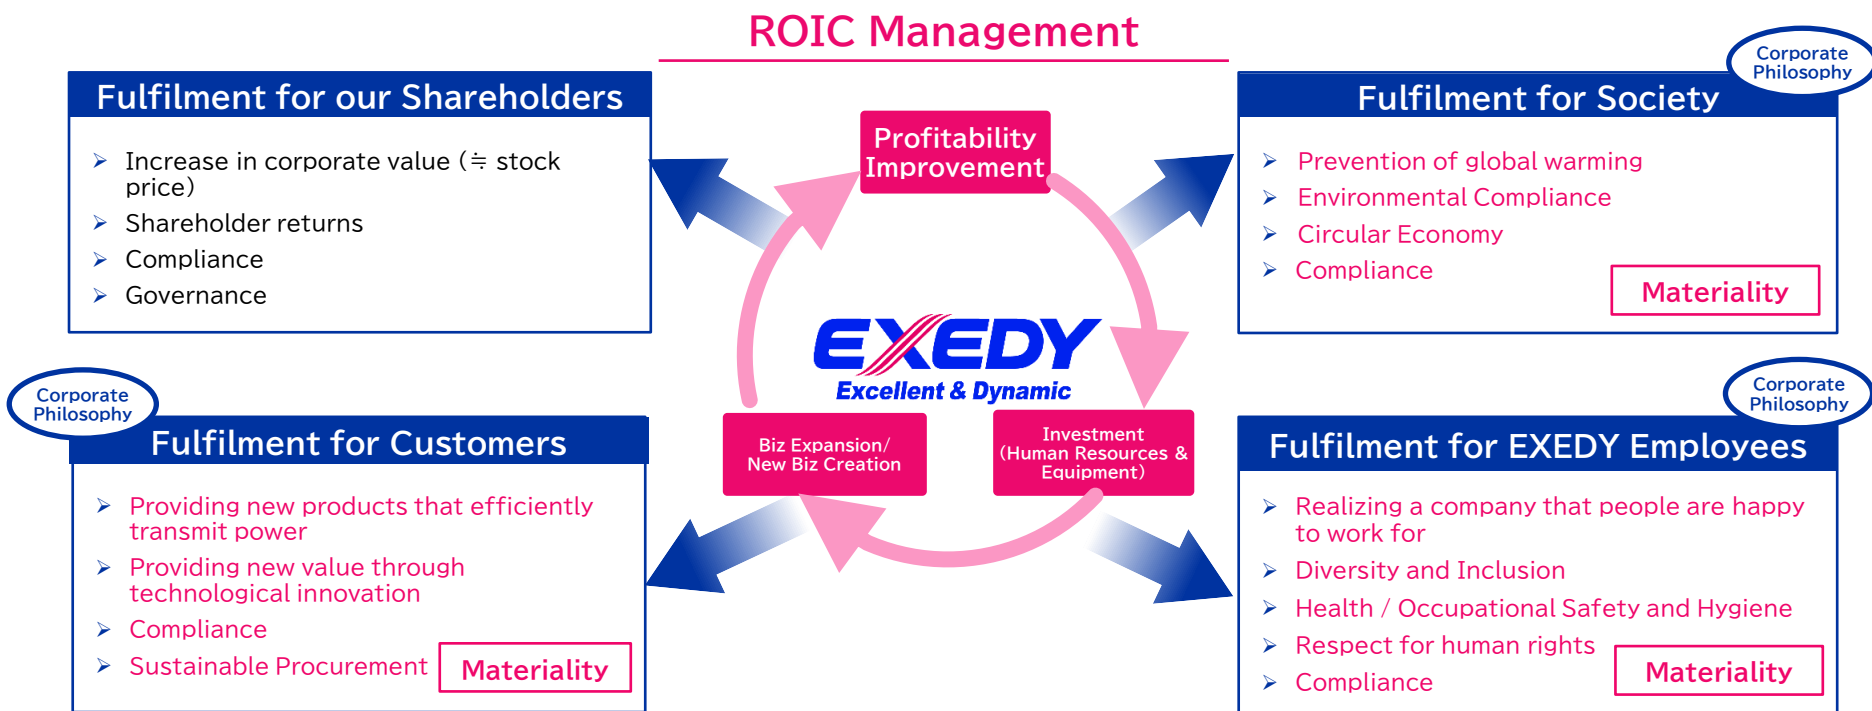 ROIC Management
Fulfilment for our Shareholders
➢ Increase in corporate value (≒ stock
price)
➢ Shareholder returns
➢ Compliance
➢ Governance
Profitability
Improvement
Corporate
Philosophy
Fulfilment for Society
➢ Prevention of global warming
➢ Environmental Compliance
➢ Circular Economy
➢ Compliance
Materiality
EXEDY
Excellent & Dynamic
Biz Expansion/
New Biz Creation
Investment
(Human Resources &
Equipment)
Corporate
Philosophy
Fulfilment for Customers
➢ Providing new products that efficiently
transmit power
➢ Providing new value through
technological innovation
➢ Compliance
➢ Sustainable Procurement
Materiality
Corporate
Philosophy
Fulfilment for EXEDY Employees
➢ Realizing a company that people are happy
to work for
➢ Diversity and Inclusion
➢ Health / Occupational Safety and Hygiene
➢ Respect for human rights
➢ Compliance
Materiality